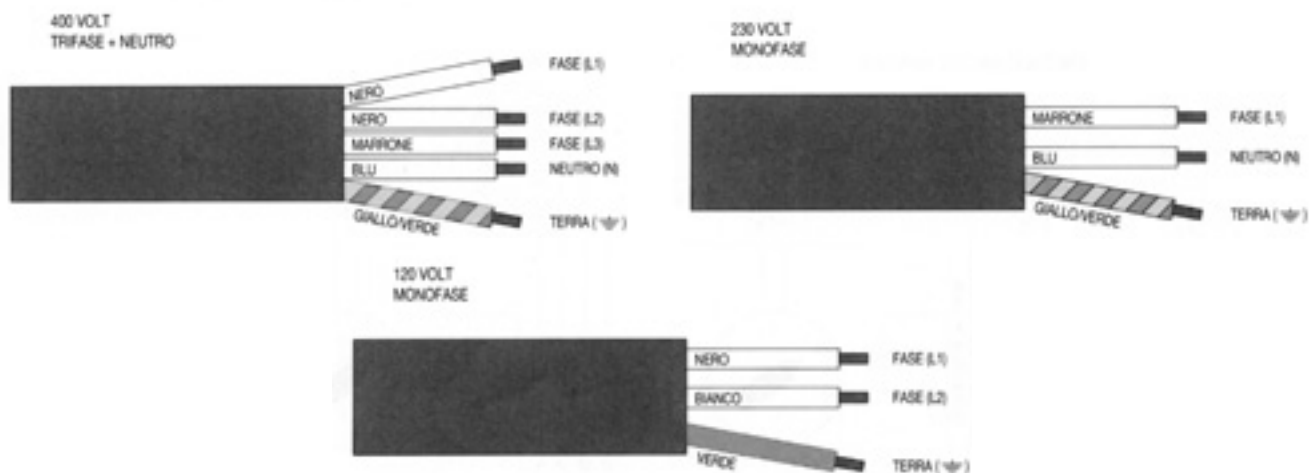 400 VOLT
TRIFASE + NEUTRO
NERO FASE (L1)
NERO FASE (L2)
MARRONE FASE (L3)
BLU NEUTRO (N)
GIALLO/VERDE TERRA (⏚)
230 VOLT
MONOFASE
MARRONE FASE (L1)
BLU NEUTRO (N)
GIALLO/VERDE TERRA (⏚)
120 VOLT
MONOFASE
NERO FASE (L1)
BIANCO FASE (L2)
VERDE TERRA (⏚)